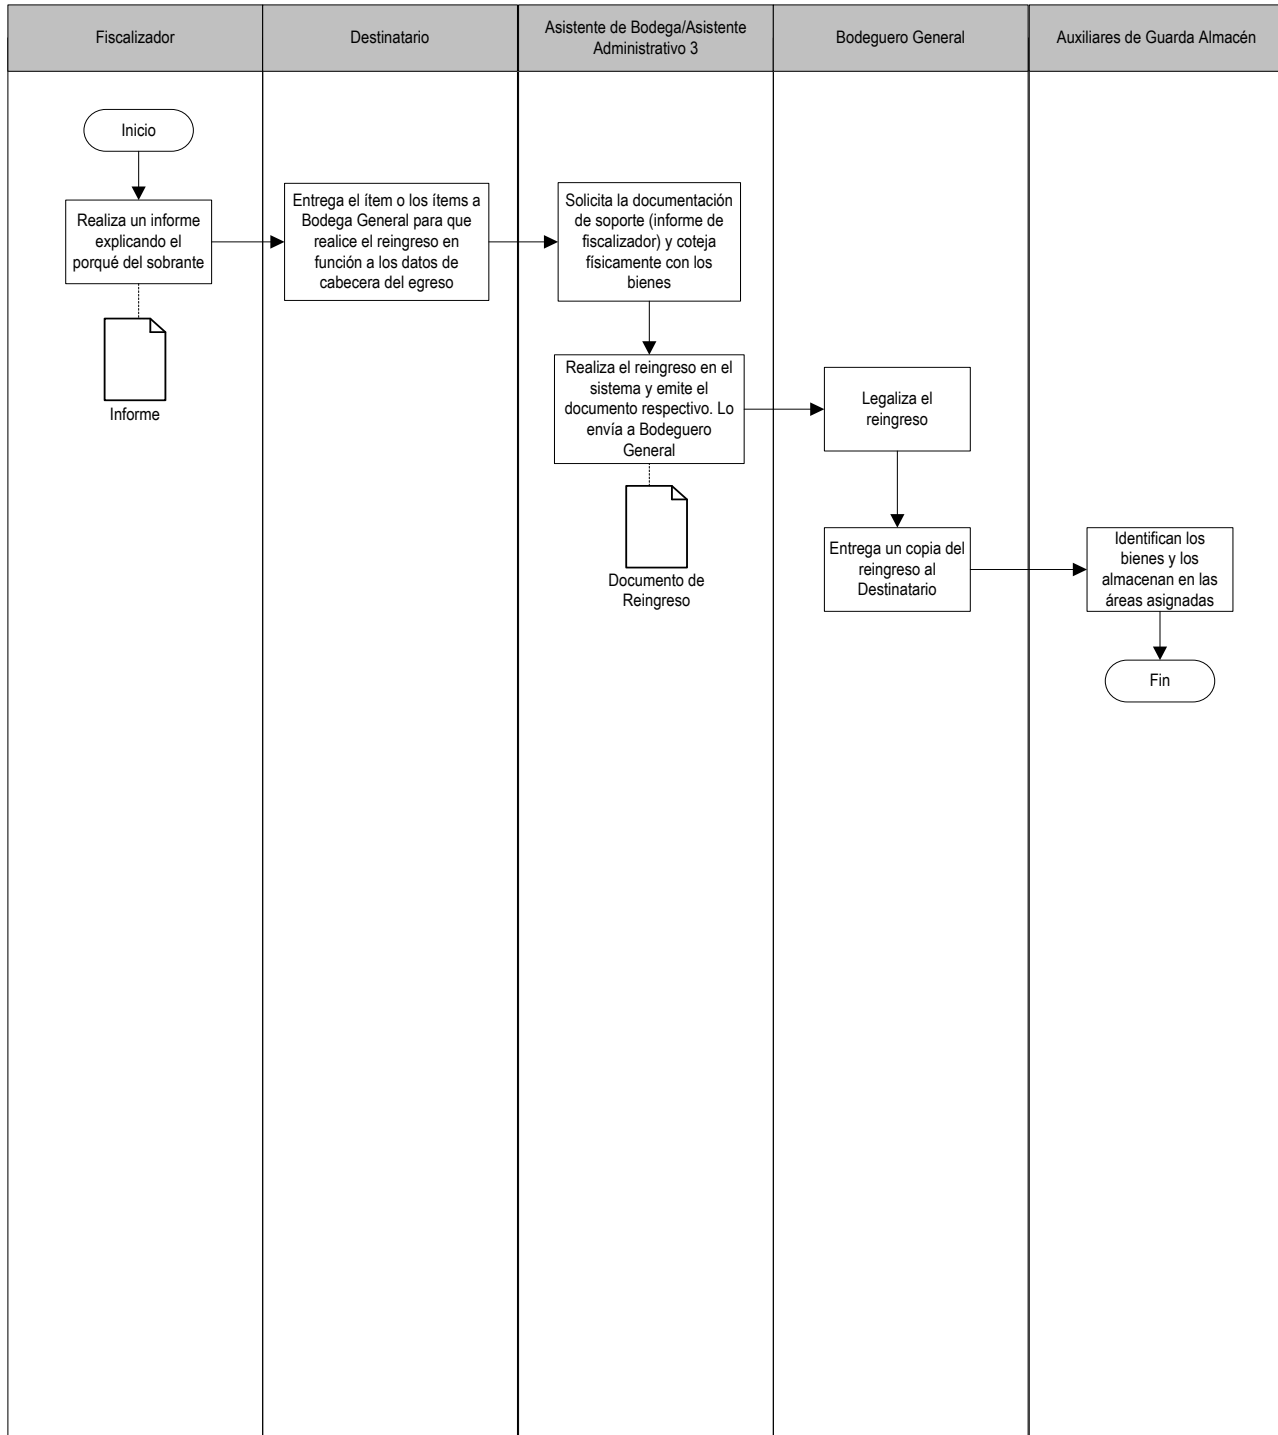 Fiscalizador
Destinatario
Asistente de Bodega/Asistente
Administrativo 3
Bodeguero General
Auxiliares de Guarda Almacén
Inicio
Realiza un informe
explicando el
porqué del sobrante
Informe
Entrega el ítem o los ítems a
Bodega General para que
realice el reingreso en
función a los datos de
cabecera del egreso
Solicita la documentación
de soporte (informe de
fiscalizador) y coteja
físicamente con los
bienes
Realiza el reingreso en el
sistema y emite el
documento respectivo. Lo
envía a Bodeguero
General
Documento de
Reingreso
Legaliza el
reingreso
Entrega un copia del
reingreso al
Destinatario
Identifican los
bienes y los
almacenan en las
áreas asignadas
Fin